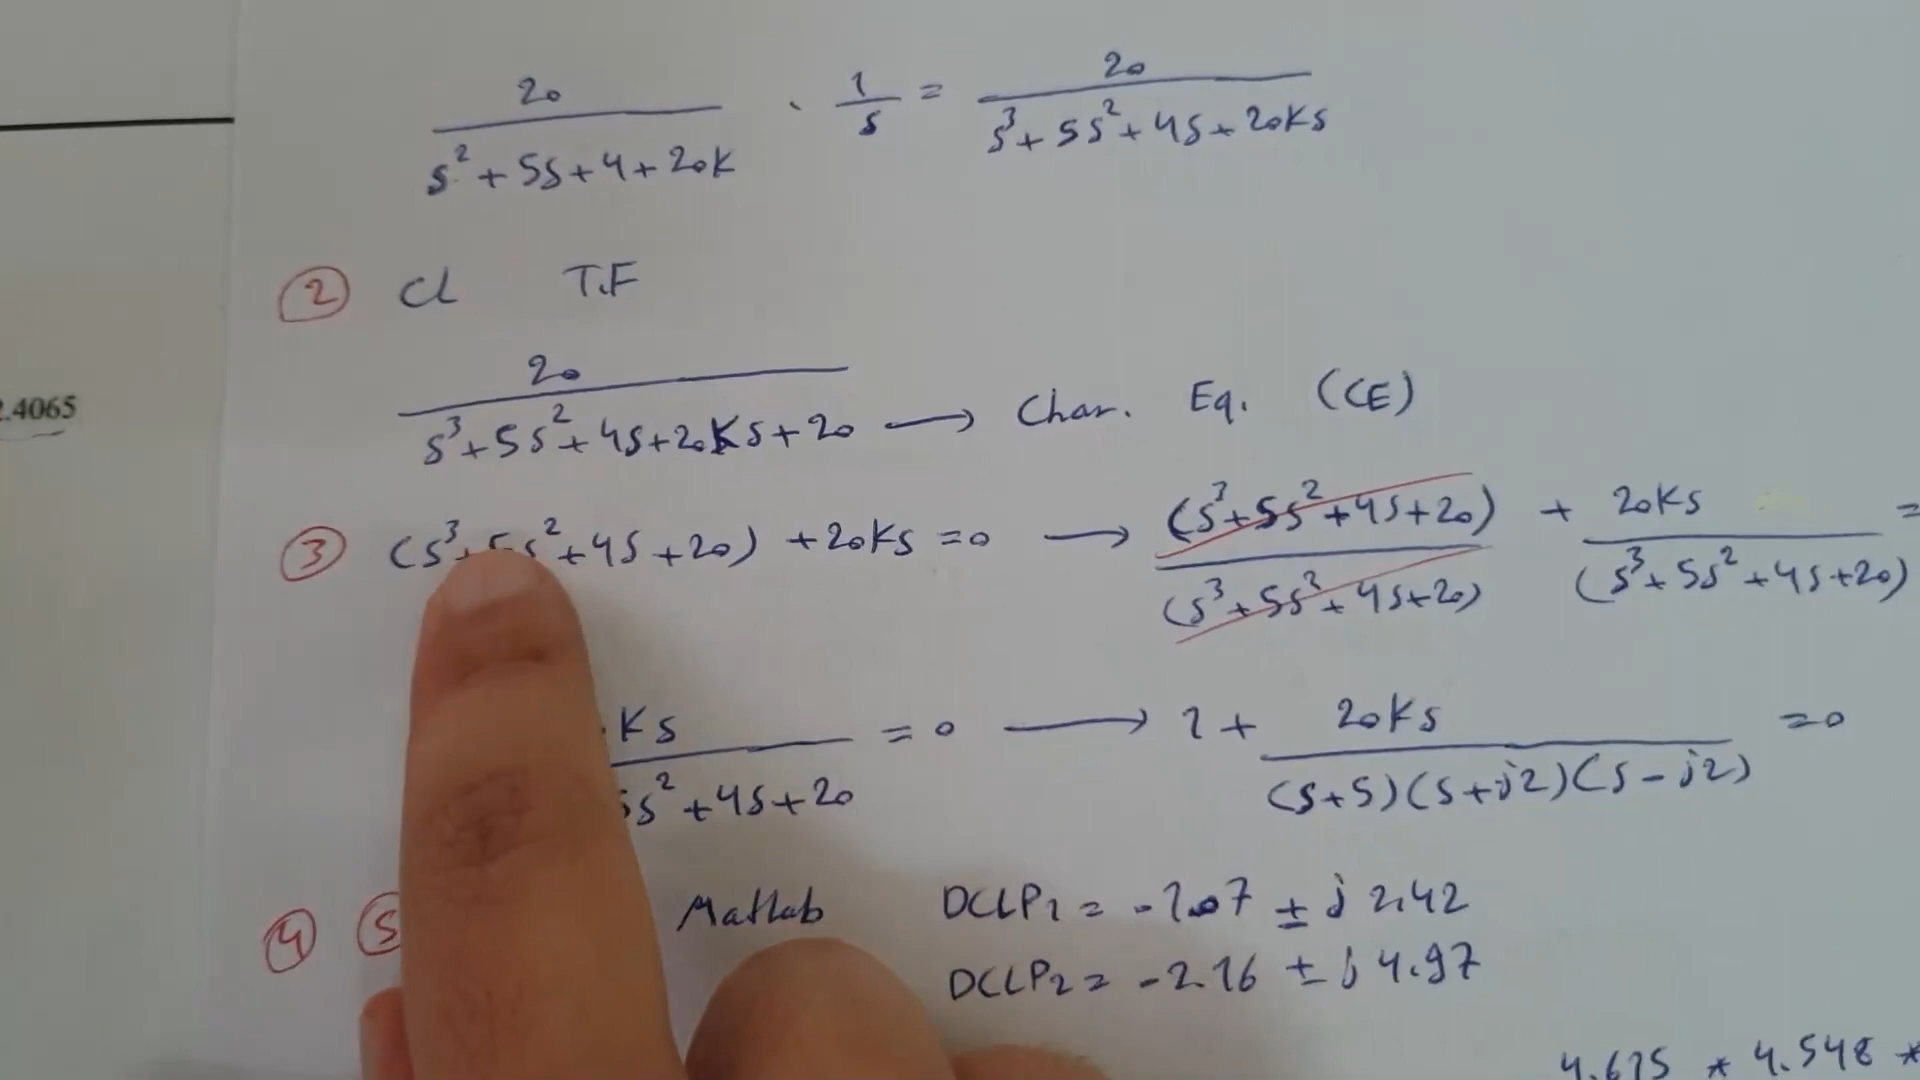 20 / (s² + 5s + 4 + 20k) · 1/s = 20 / (s³ + 5s² + 4s + 20Ks)
② CL T.F
.4065
20 / (s³ + 5s² + 4s + 20Ks + 20) → Char. Eq. (CE)
③ (s³ + 5s² + 4s + 20) + 20Ks = 0 → (s³ + 5s² + 4s + 20) / (s³ + 5s² + 4s + 20) + 20Ks / (s³ + 5s² + 4s + 20) =
Ks / s² + 4s + 20 = 0 → 1 + 20Ks / (s+5)(s+j2)(s-j2) = 0
④ ⑤ Matlab DCLP₁ = -1.07 ± j 2.42
DCLP₂ = -2.16 ± j 4.97
4.675 * 4.548 *